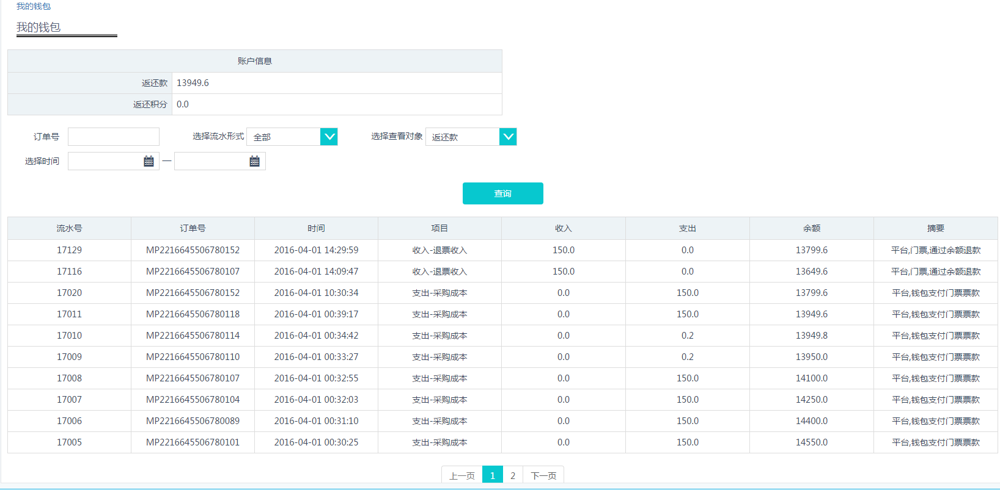 我的钱包
我的钱包
账户信息
返还款 13949.6
返还积分 0.0
订单号 选择流水形式 全部 选择查看对象 返还款
选择时间 —
查询
流水号 订单号 时间 项目 收入 支出 余额 摘要
17129 MP2216645506780152 2016-04-01 14:29:59 收入-退票收入 150.0 0.0 13799.6 平台,门票,通过余额退款
17116 MP2216645506780107 2016-04-01 14:09:47 收入-退票收入 150.0 0.0 13649.6 平台,门票,通过余额退款
17020 MP2216645506780152 2016-04-01 10:30:34 支出-采购成本 0.0 150.0 13799.6 平台,钱包支付门票票款
17011 MP2216645506780118 2016-04-01 00:39:17 支出-采购成本 0.0 150.0 13949.6 平台,钱包支付门票票款
17010 MP2216645506780114 2016-04-01 00:34:42 支出-采购成本 0.0 0.2 13949.8 平台,钱包支付门票票款
17009 MP2216645506780110 2016-04-01 00:33:27 支出-采购成本 0.0 0.2 13950.0 平台,钱包支付门票票款
17008 MP2216645506780107 2016-04-01 00:32:55 支出-采购成本 0.0 150.0 14100.0 平台,钱包支付门票票款
17007 MP2216645506780104 2016-04-01 00:32:03 支出-采购成本 0.0 150.0 14250.0 平台,钱包支付门票票款
17006 MP2216645506780089 2016-04-01 00:31:10 支出-采购成本 0.0 150.0 14400.0 平台,钱包支付门票票款
17005 MP2216645506780101 2016-04-01 00:30:25 支出-采购成本 0.0 150.0 14550.0 平台,钱包支付门票票款
上一页 1 2 下一页